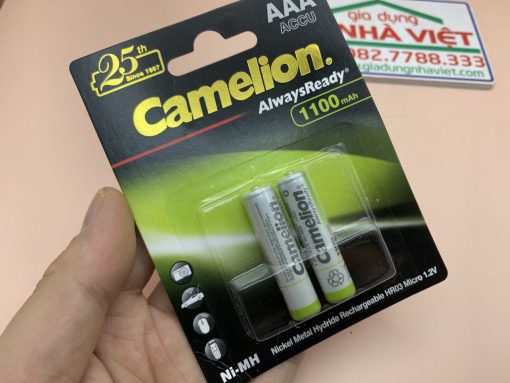 AAA
ACCU
25th
Since 1987
Camelion.
AlwaysReady®
1100mAh
Camelion
Ni-MH
Nickel Metal Hydride Rechargeable HR03 Micro 1.2V
gia dụng
NHÀ VIỆT
982.7788.333
giadungnhaviet.com